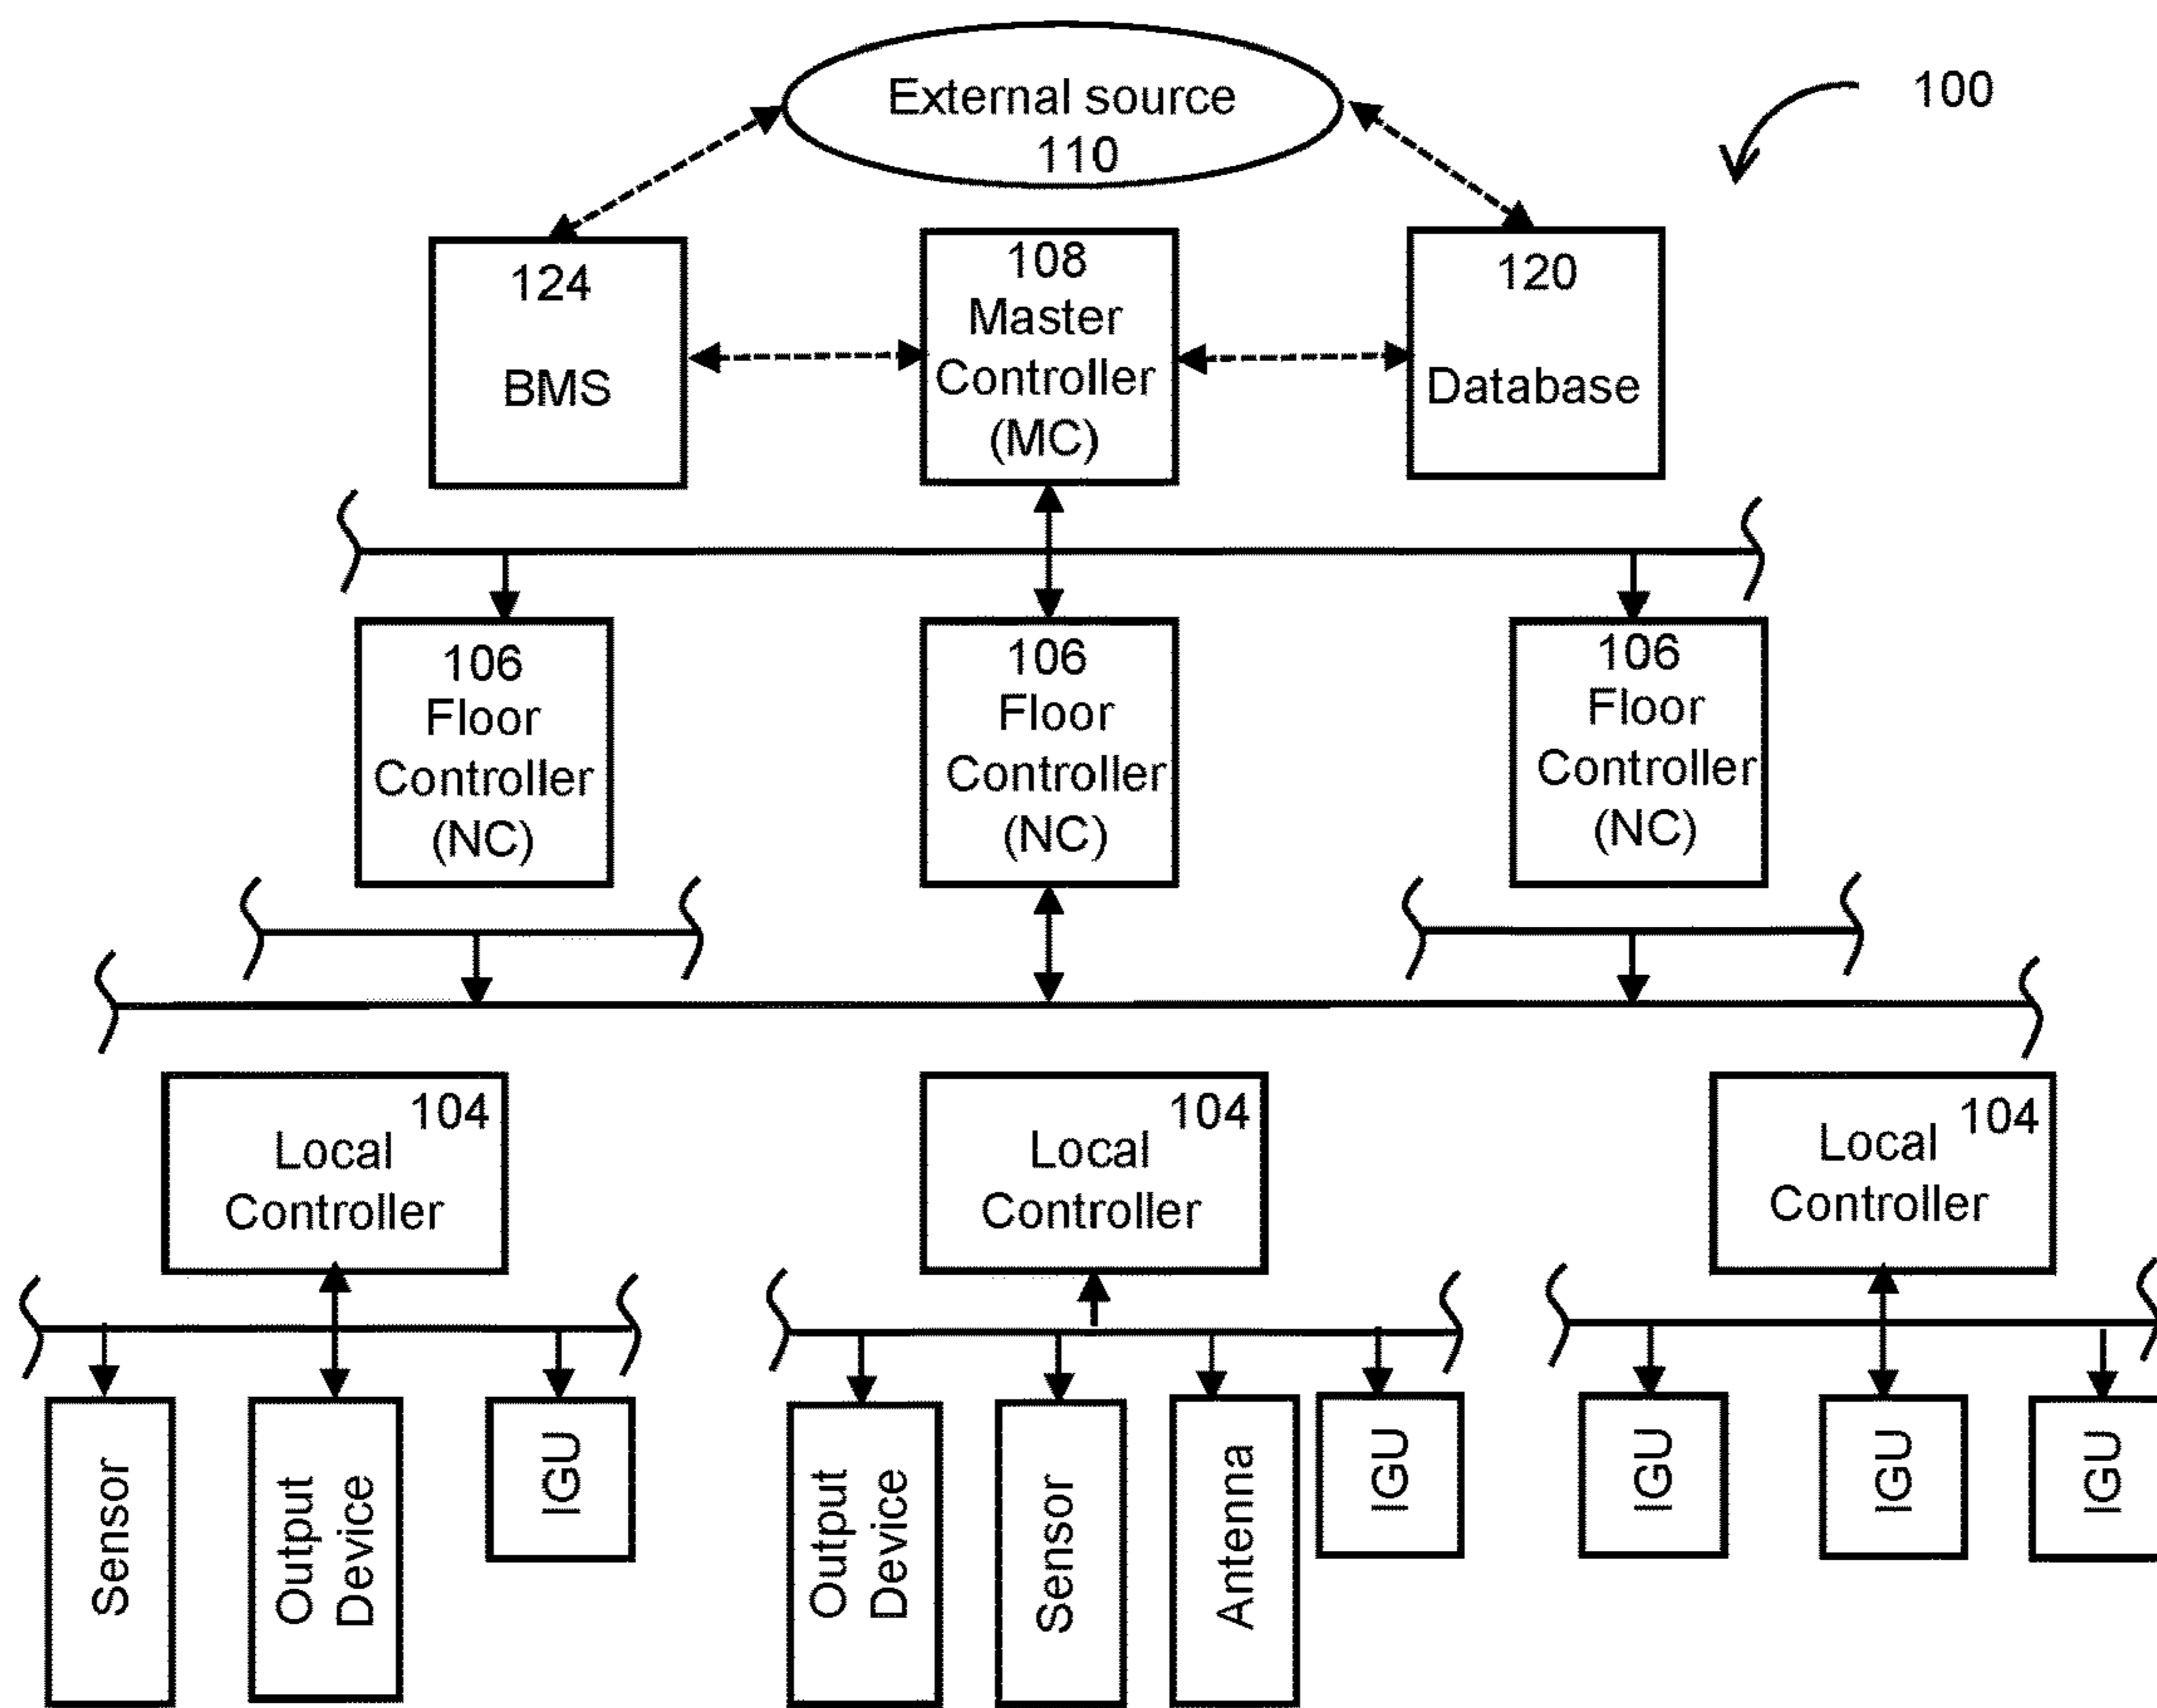 External source
110
100
124
BMS
108
Master
Controller
(MC)
120
Database
106
Floor
Controller
(NC)
106
Floor
Controller
(NC)
106
Floor
Controller
(NC)
104
Local
Controller
104
Local
Controller
104
Local
Controller
Sensor
Output
Device
IGU
Output
Device
Sensor
Antenna
IGU
IGU
IGU
IGU